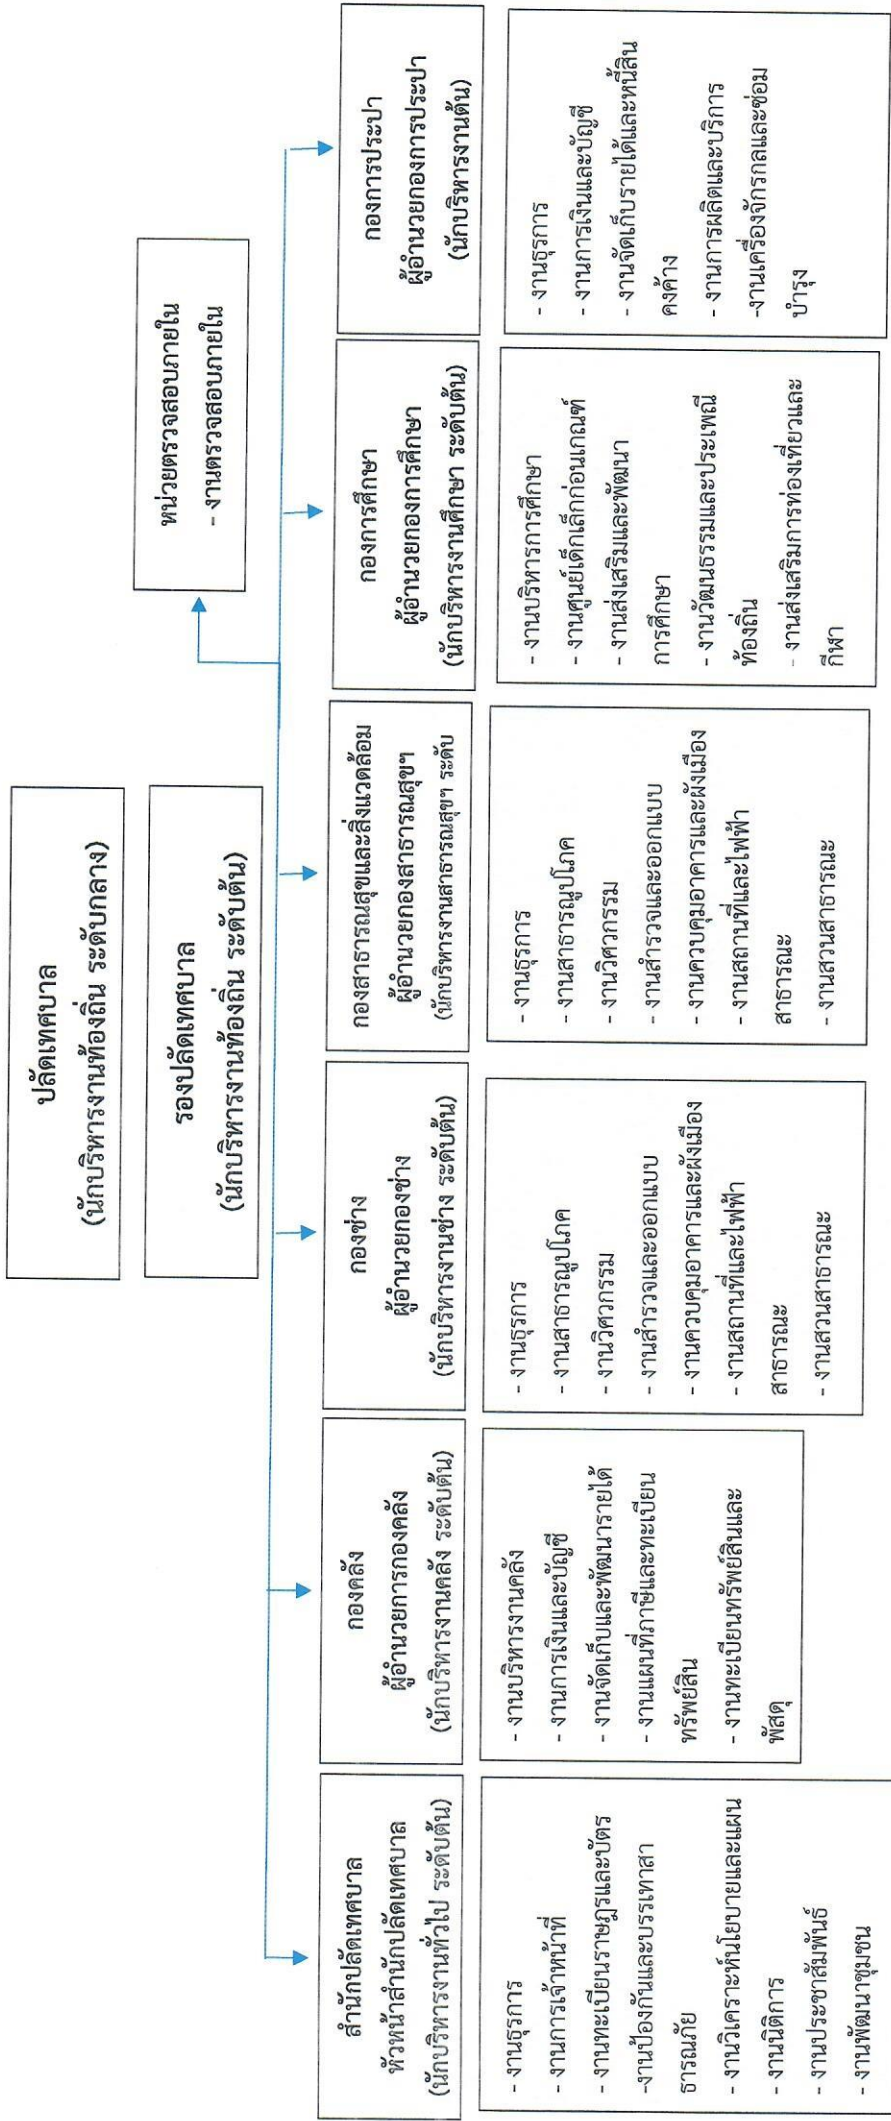 ปลัดเทศบาล
(นักบริหารงานท้องถิ่น ระดับกลาง)
รองปลัดเทศบาล
(นักบริหารงานท้องถิ่น ระดับต้น)
หน่วยตรวจสอบภายใน
- งานตรวจสอบภายใน
สำนักปลัดเทศบาล
หัวหน้าสำนักปลัดเทศบาล
(นักบริหารงานทั่วไป ระดับต้น)
- งานธุรการ
- งานการเจ้าหน้าที่
- งานทะเบียนราษฎรและบัตร
-งานป้องกันและบรรเทาสา
ธารณภัย
- งานวิเคราะห์นโยบายและแผน
- งานนิติการ
- งานประชาสัมพันธ์
- งานพัฒนาชุมชน
กองคลัง
ผู้อำนวยการกองคลัง
(นักบริหารงานคลัง ระดับต้น)
- งานบริหารงานคลัง
- งานการเงินและบัญชี
- งานจัดเก็บและพัฒนารายได้
- งานแผนที่ภาษีและทะเบียน
ทรัพย์สิน
- งานทะเบียนทรัพย์สินและ
พัสดุ
กองช่าง
ผู้อำนวยกองช่าง
(นักบริหารงานช่าง ระดับต้น)
- งานธุรการ
- งานสาธารณูปโภค
- งานวิศวกรรม
- งานสำรวจและออกแบบ
- งานควบคุมอาคารและผังเมือง
- งานสถานที่และไฟฟ้า
สาธารณะ
- งานสวนสาธารณะ
กองสาธารณสุขและสิ่งแวดล้อม
ผู้อำนวยกองสาธารณสุขฯ
(นักบริหารงานสาธารณสุขฯ ระดับ
- งานธุรการ
- งานสาธารณูปโภค
- งานวิศวกรรม
- งานสำรวจและออกแบบ
- งานควบคุมอาคารและผังเมือง
- งานสถานที่และไฟฟ้า
สาธารณะ
- งานสวนสาธารณะ
กองการศึกษา
ผู้อำนวยกองการศึกษา
(นักบริหารงานศึกษา ระดับต้น)
- งานบริหารการศึกษา
- งานศูนย์เด็กเล็กก่อนเกณฑ์
- งานส่งเสริมและพัฒนา
การศึกษา
- งานวัฒนธรรมและประเพณี
ท้องถิ่น
- งานส่งเสริมการท่องเที่ยวและ
กีฬา
กองการประปา
ผู้อำนวยกองการประปา
(นักบริหารงานต้น)
- งานธุรการ
- งานการเงินและบัญชี
- งานจัดเก็บรายได้และหนี้สิน
คงค้าง
- งานการผลิตและบริการ
-งานเครื่องจักรกลและซ่อม
บำรุง